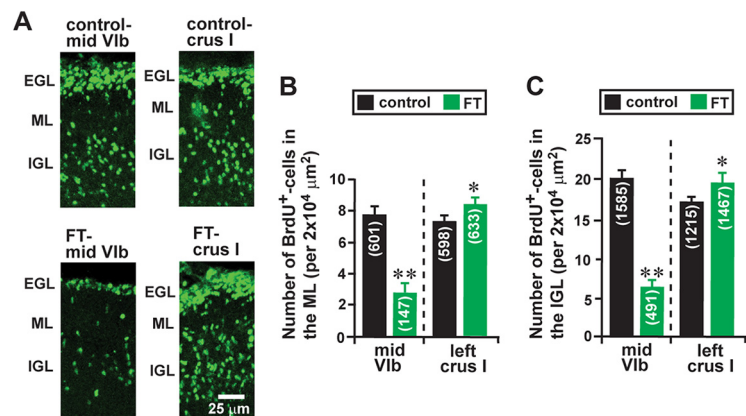 A
control-
mid VIb
control-
crus I
EGL
ML
IGL
EGL
ML
IGL
FT-
mid VIb
FT-
crus I
EGL
ML
IGL
EGL
ML
IGL
25 µm
B
control
FT
Number of BrdU+-cells in
the ML (per 2x10⁴ µm2)
10
8
6
4
2
0
(601)
**
(147)
(598)
*
(633)
mid
VIb
left
crus I
C
control
FT
Number of BrdU+-cells in
the IGL (per 2x10⁴ µm2)
25
20
15
10
5
0
(1585)
**
(491)
(1215)
*
(1467)
mid
VIb
left
crus I